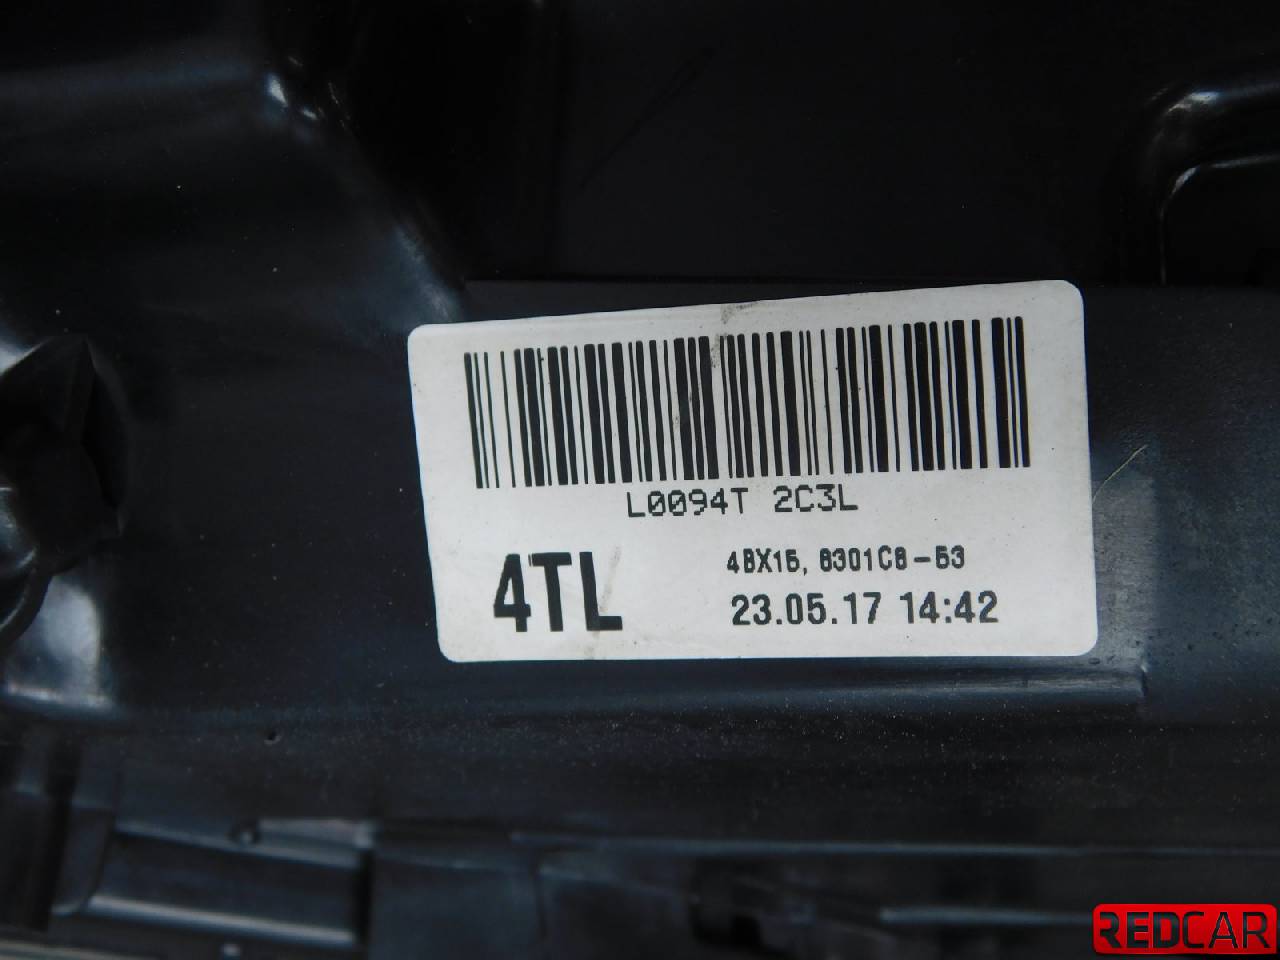 L0094T 2C3L
4TL
4BX15, 8301C8-53
23.05.17 14:42
REDCAR